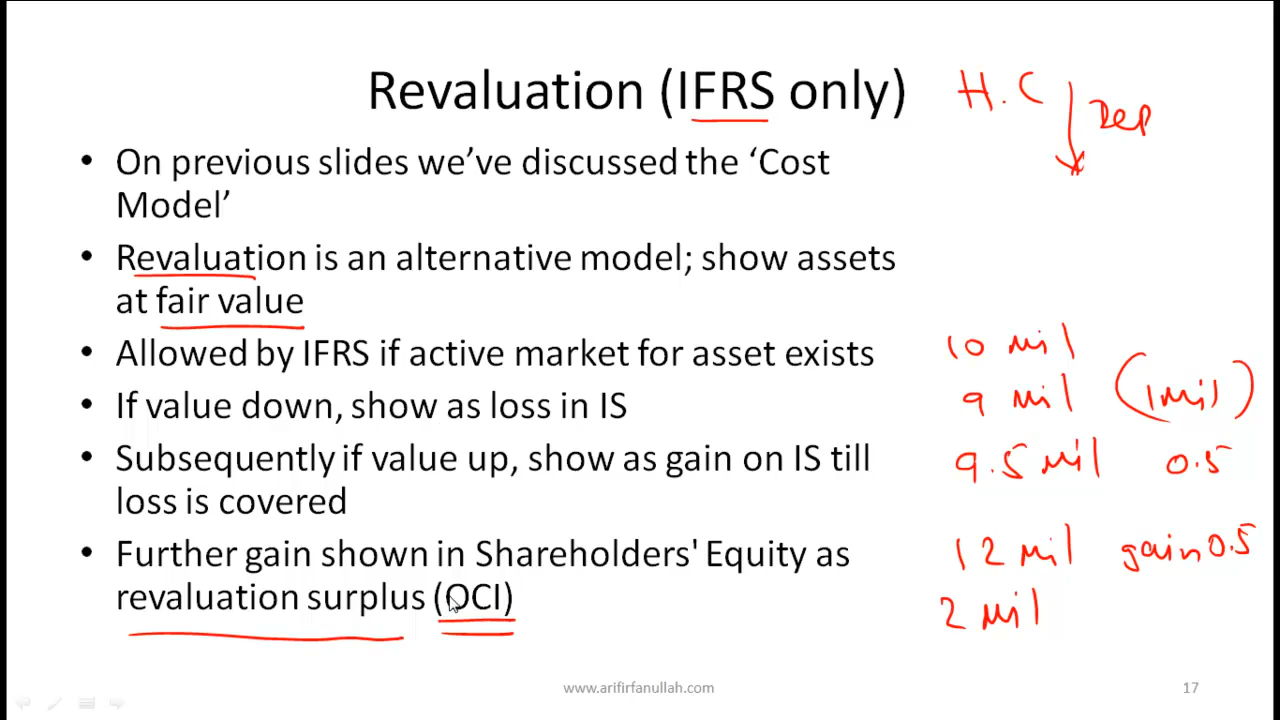 Revaluation (IFRS only)
H.C
Dep
• On previous slides we’ve discussed the ‘Cost
Model’
• Revaluation is an alternative model; show assets
at fair value
• Allowed by IFRS if active market for asset exists
• If value down, show as loss in IS
• Subsequently if value up, show as gain on IS till
loss is covered
• Further gain shown in Shareholders' Equity as
revaluation surplus (OCI)
10 mil
9 mil (1mil)
9.5 mil 0.5
12 mil gain 0.5
2 mil
www.arifirfanullah.com
17